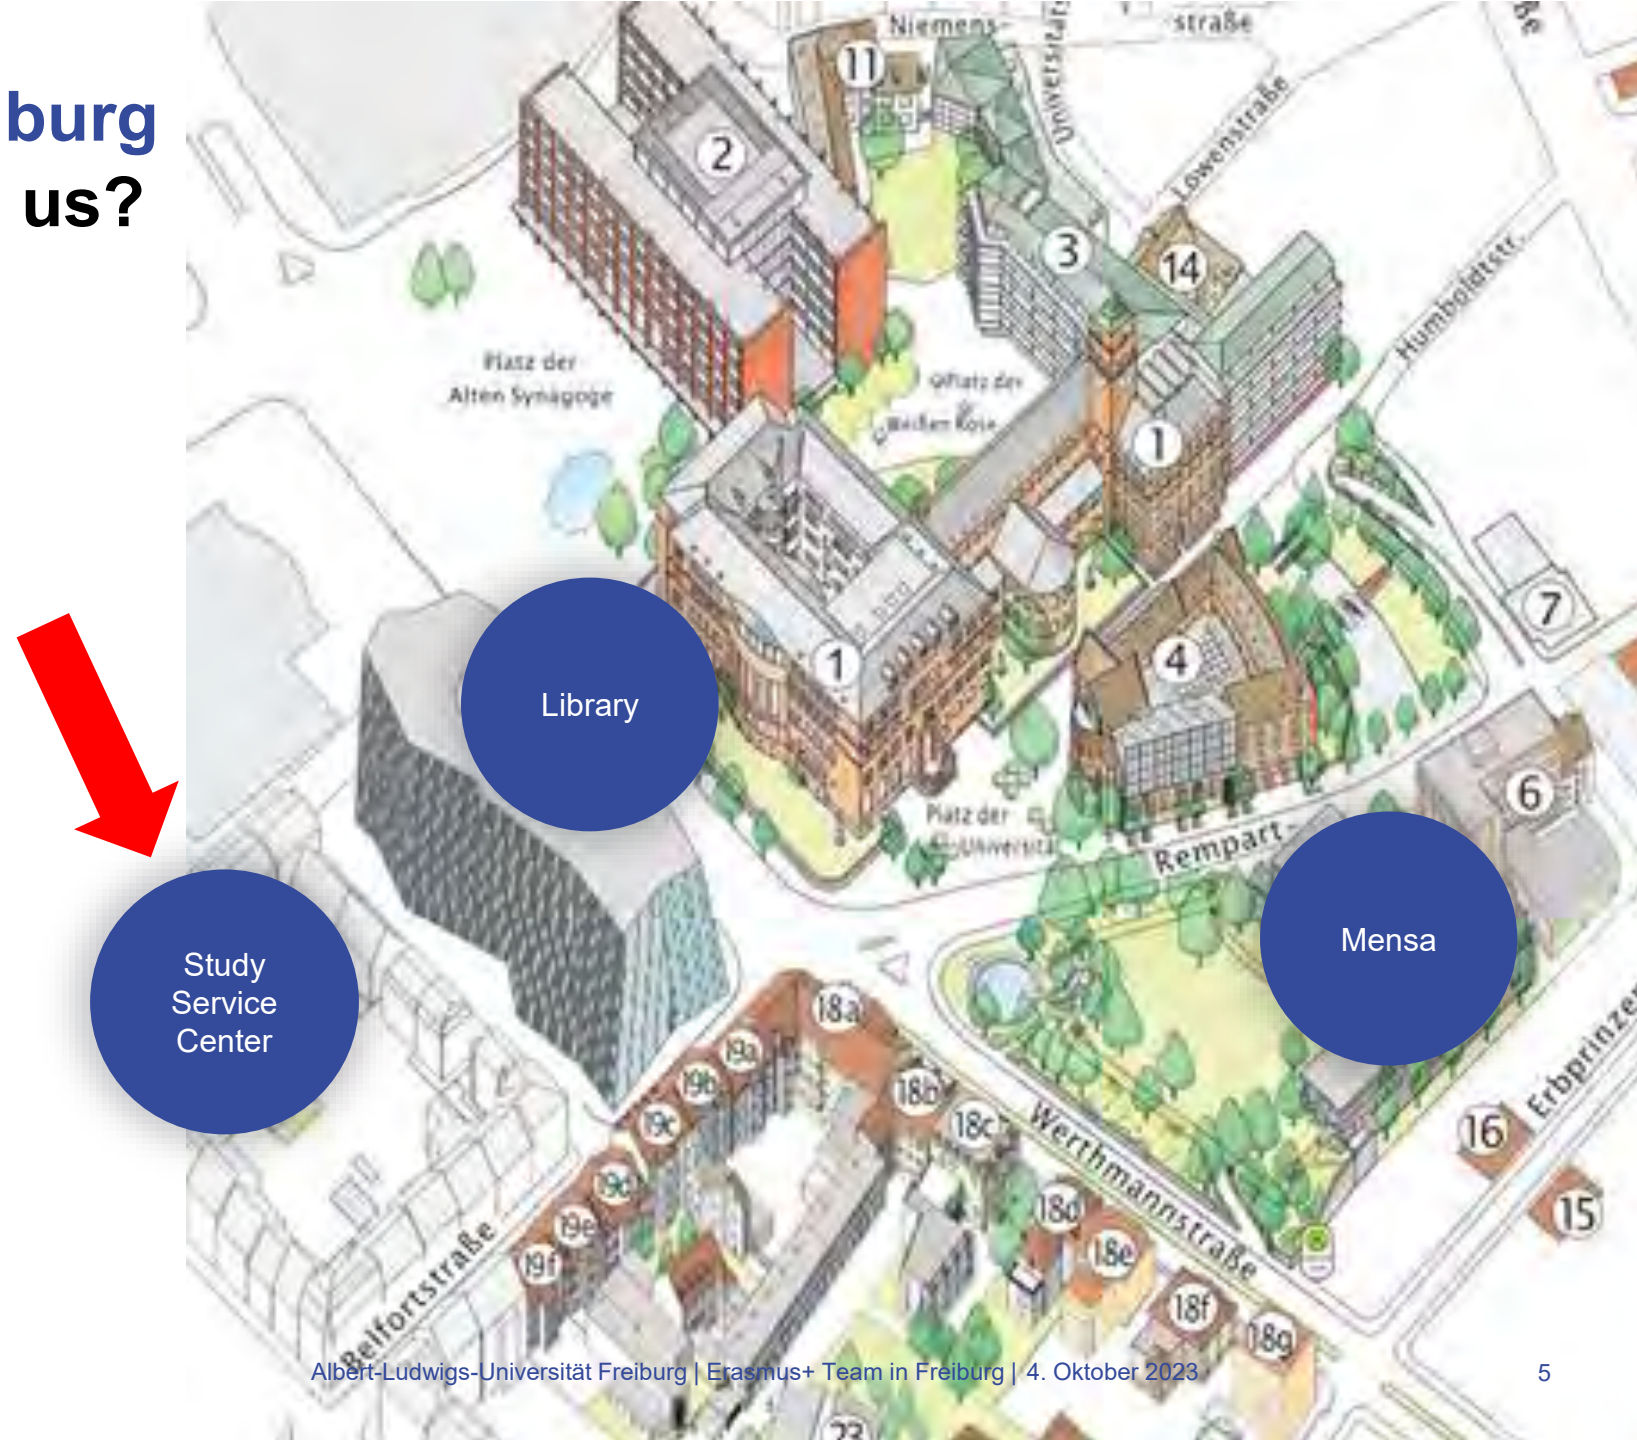 burg
us?
Niemens-
straße
Universitäts
Löwenstraße
Humboldtstr.
11
2
3
14
Platz der
Alten Synagoge
Platz der
Weißen Rose
1
1
7
4
Library
6
Platz der
Universität
Rempart-
Mensa
Study
Service
Center
18a
19a
19b
19c
19d
19e
19f
18b
18c
18d
18e
18f
18g
Werthmannstraße
Erbprinzen
16
15
Belfortstraße
23
Albert-Ludwigs-Universität Freiburg | Erasmus+ Team in Freiburg | 4. Oktober 2023
5